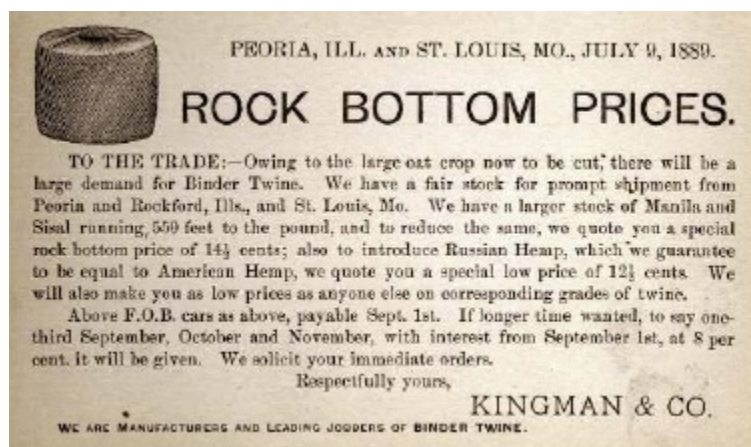 PEORIA, ILL. AND ST. LOUIS, MO., JULY 9, 1889.
ROCK BOTTOM PRICES.
TO THE TRADE:—Owing to the large oat crop now to be cut, there will be a
large demand for Binder Twine. We have a fair stock for prompt shipment from
Peoria and Rockford, Ills., and St. Louis, Mo. We have a larger stock of Manila and
Sisal running, 550 feet to the pound, and to reduce the same, we quote you a special
rock bottom price of 14½ cents; also to introduce Russian Hemp, which we guarantee
to be equal to American Hemp, we quote you a special low price of 12½ cents. We
will also make you as low prices as anyone else on corresponding grades of twine.
Above F.O.B. cars as above, payable Sept. 1st. If longer time wanted, to say one-
third September, October and November, with interest from September 1st, at 8 per
cent. it will be given. We solicit your immediate orders.
Respectfully yours,
KINGMAN & CO.
WE ARE MANUFACTURERS AND LEADING JOBBERS OF BINDER TWINE.